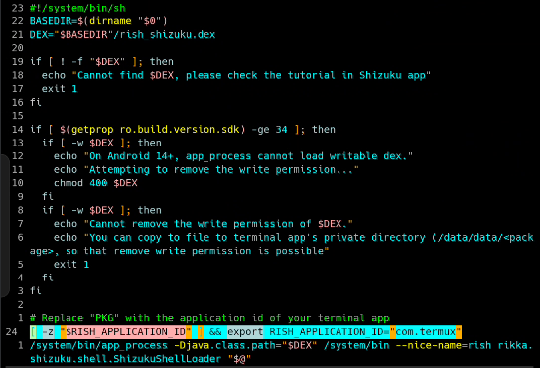 23 #!/system/bin/sh
22 BASEDIR=$(dirname "$0")
21 DEX="$BASEDIR"/rish shizuku.dex
20
19 if [ ! -f "$DEX" ]; then
18   echo "Cannot find $DEX, please check the tutorial in Shizuku app"
17   exit 1
16 fi
15
14 if [ $(getprop ro.build.version.sdk) -ge 34 ]; then
13   if [ -w $DEX ]; then
12     echo "On Android 14+, app_process cannot load writable dex."
11     echo "Attempting to remove the write permission..."
10     chmod 400 $DEX
9   fi
8   if [ -w $DEX ]; then
7     echo "Cannot remove the write permission of $DEX."
6     echo "You can copy to file to terminal app's private directory (/data/data/<pack
age>, so that remove write permission is possible"
5     exit 1
4   fi
3 fi
2
1 # Replace "PKG" with the application id of your terminal app
24 [ -z "$RISH_APPLICATION_ID" ] && export RISH_APPLICATION_ID="com.termux"
1 /system/bin/app_process -Djava.class.path="$DEX" /system/bin --nice-name=rish rikka.
shizuku.shell.ShizukuShellLoader "$@"